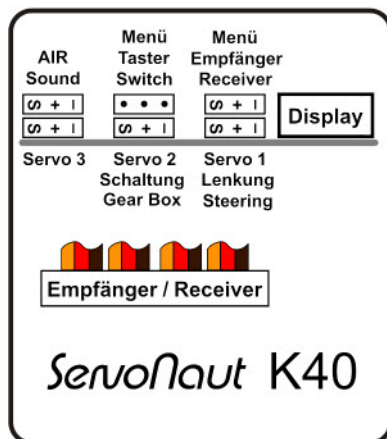 AIR
Sound
Menü
Taster
Switch
Menü
Empfänger
Receiver
S + –
S + –
S + –
S + –
S + –
Display
Servo 3
Servo 2
Schaltung
Gear Box
Servo 1
Lenkung
Steering
Empfänger / Receiver
ServoNaut K40